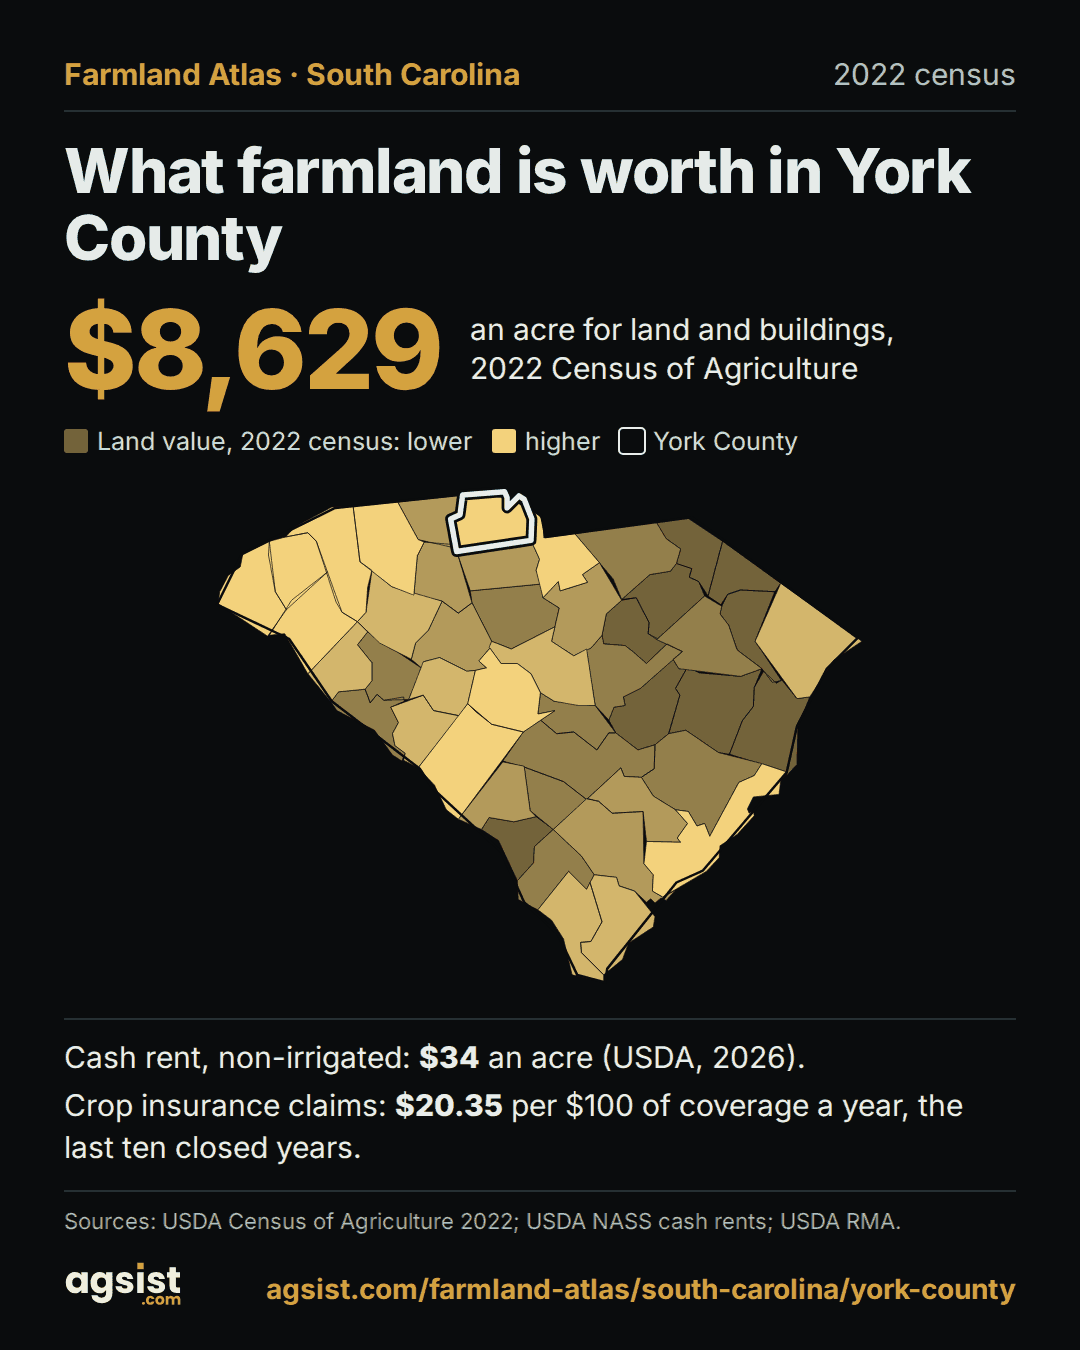 Farmland Atlas · South Carolina
2022 census
What farmland is worth in York
County
$8,629
an acre for land and buildings,
2022 Census of Agriculture
Land value, 2022 census: lower
higher
York County
Cash rent, non-irrigated: $34 an acre (USDA, 2026).
Crop insurance claims: $20.35 per $100 of coverage a year, the
last ten closed years.
Sources: USDA Census of Agriculture 2022; USDA NASS cash rents; USDA RMA.
agsist
.com
agsist.com/farmland-atlas/south-carolina/york-county